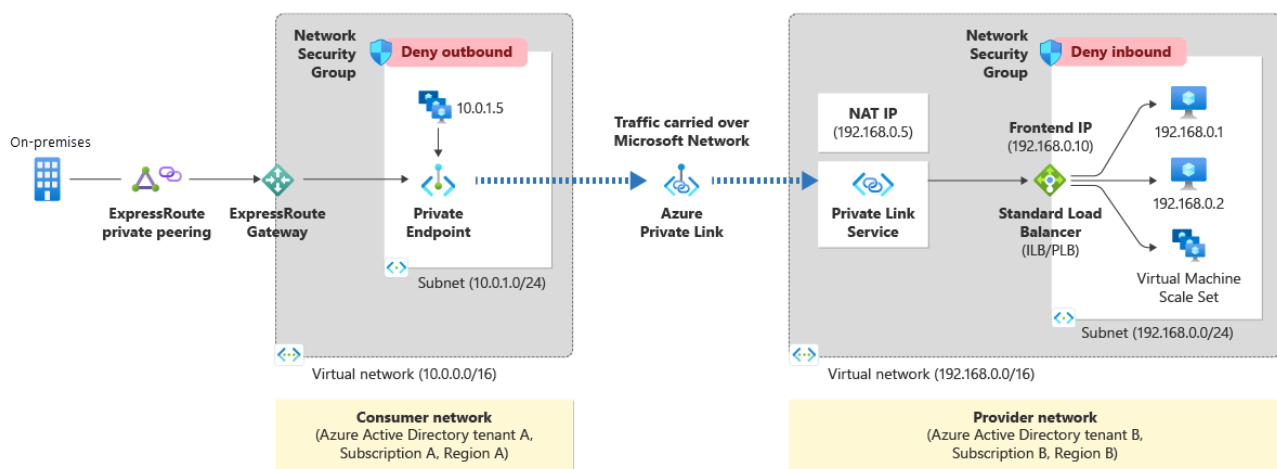 Network
Security
Group
Deny outbound
10.0.1.5
On-premises
ExpressRoute
private peering
ExpressRoute
Gateway
Private
Endpoint
Subnet (10.0.1.0/24)
Virtual network (10.0.0.0/16)
Consumer network
(Azure Active Directory tenant A,
Subscription A, Region A)
Traffic carried over
Microsoft Network
Azure
Private Link
Network
Security
Group
Deny inbound
NAT IP
(192.168.0.5)
Private Link
Service
Frontend IP
(192.168.0.10)
Standard Load
Balancer
(ILB/PLB)
192.168.0.1
192.168.0.2
Virtual Machine
Scale Set
Subnet (192.168.0.0/24)
Virtual network (192.168.0.0/16)
Provider network
(Azure Active Directory tenant B,
Subscription B, Region B)